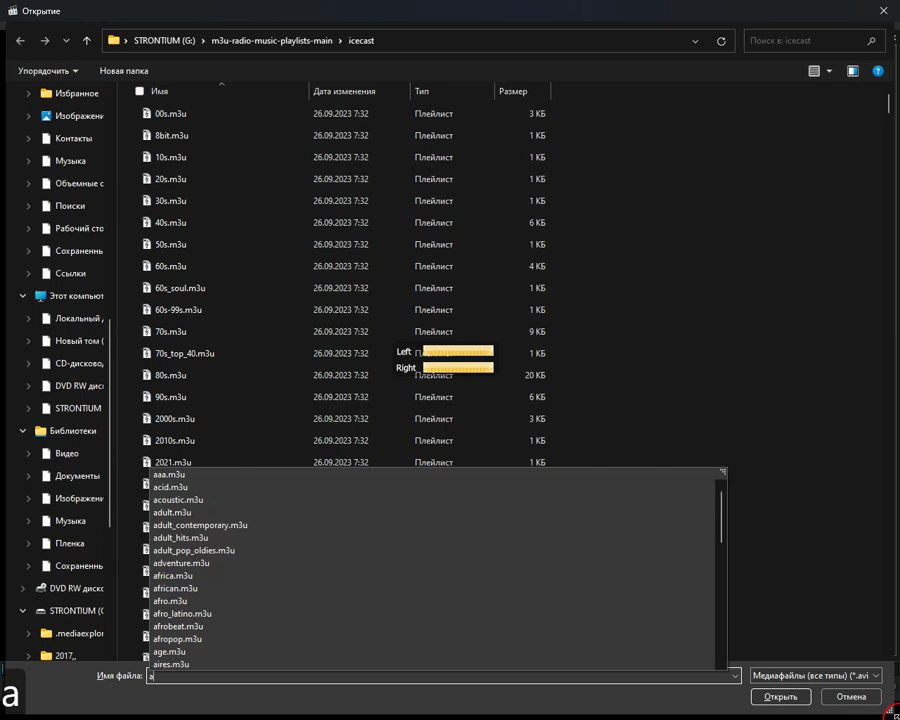 Открытие
STRONTIUM (G:) › m3u-radio-music-playlists-main › icecast
Поиск в: icecast
Упорядочить Новая папка
Имя Дата изменения Тип Размер
Избранное
Изображени
Контакты
Музыка
Объемные с
Поиски
Рабочий сто
Сохраненны
Ссылки
Этот компьют
Локальный д
Новый том (
CD-дисково
DVD RW дис
STRONTIUM
Библиотеки
Видео
Документы
Изображени
Музыка
Пленка
Сохраненны
DVD RW диско
STRONTIUM (
.mediaexplor
2017,,
00s.m3u 26.09.2023 7:32 Плейлист 3 КБ
8bit.m3u 26.09.2023 7:32 Плейлист 1 КБ
10s.m3u 26.09.2023 7:32 Плейлист 1 КБ
20s.m3u 26.09.2023 7:32 Плейлист 1 КБ
30s.m3u 26.09.2023 7:32 Плейлист 1 КБ
40s.m3u 26.09.2023 7:32 Плейлист 6 КБ
50s.m3u 26.09.2023 7:32 Плейлист 1 КБ
60s.m3u 26.09.2023 7:32 Плейлист 4 КБ
60s_soul.m3u 26.09.2023 7:32 Плейлист 1 КБ
60s-99s.m3u 26.09.2023 7:32 Плейлист 1 КБ
70s.m3u 26.09.2023 7:32 Плейлист 9 КБ
70s_top_40.m3u 26.09.2023 7:32 1 КБ
80s.m3u 26.09.2023 7:32 Плейлист 20 КБ
90s.m3u 26.09.2023 7:32 Плейлист 6 КБ
2000s.m3u 26.09.2023 7:32 Плейлист 3 КБ
2010s.m3u 26.09.2023 7:32 Плейлист 1 КБ
2021.m3u 26.09.2023 7:32 Плейлист 1 КБ
Left
Right
aaa.m3u
acid.m3u
acoustic.m3u
adult.m3u
adult_contemporary.m3u
adult_hits.m3u
adult_pop_oldies.m3u
adventure.m3u
africa.m3u
african.m3u
afro.m3u
afro_latino.m3u
afrobeat.m3u
afropop.m3u
age.m3u
aires.m3u
Имя файла: a
Медиафайлы (все типы) (*.avi
Открыть Отмена
a